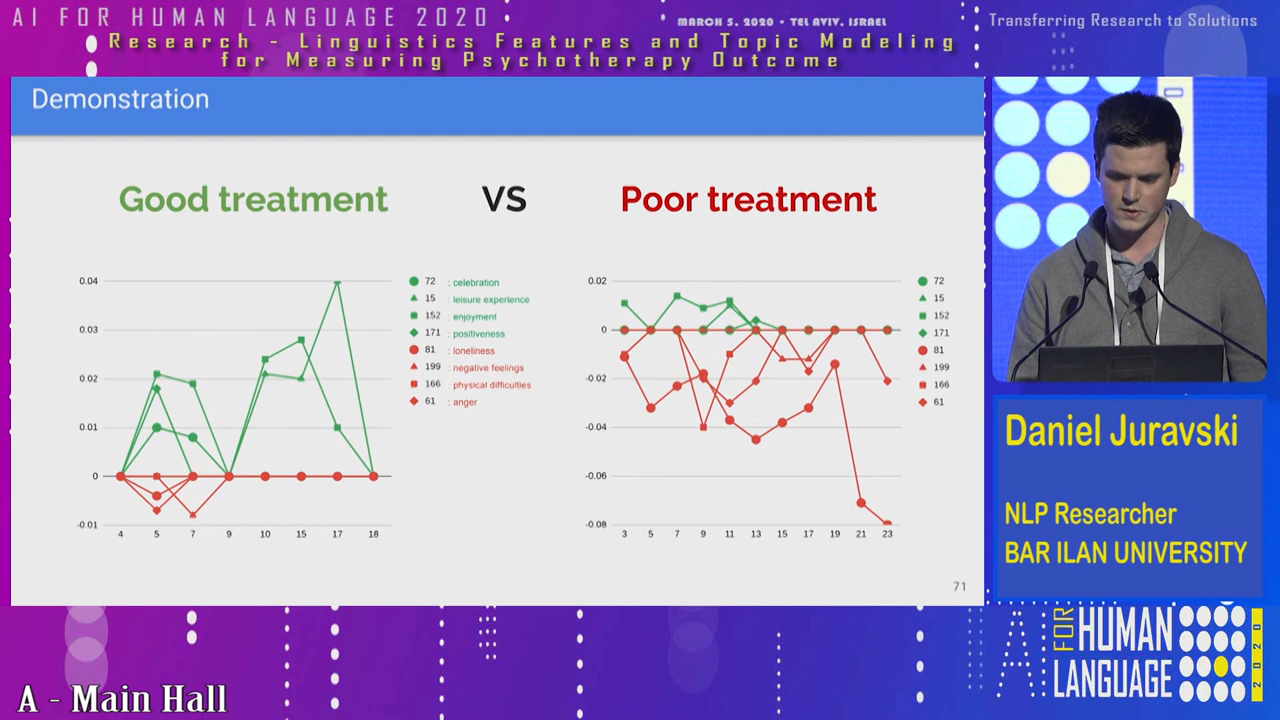 AI FOR HUMAN LANGUAGE 2020
MARCH 5, 2020 • TEL AVIV, ISRAEL
Transferring Research to Solutions
Research - Linguistics Features and Topic Modeling
for Measuring Psychotherapy Outcome
Demonstration
Good treatment VS Poor treatment
0.04
0.03
0.02
0.01
0
-0.01
4 5 7 9 10 15 17 18
72 : celebration
15 : leisure experience
152 : enjoyment
171 : positiveness
81 : loneliness
199 : negative feelings
166 : physical difficulties
61 : anger
0.02
0
-0.02
-0.04
-0.06
-0.08
3 5 7 9 11 13 15 17 19 21 23
72
15
152
171
81
199
166
61
71
Daniel Juravski
NLP Researcher
BAR ILAN UNIVERSITY
AI FOR HUMAN
LANGUAGE
2020
A - Main Hall